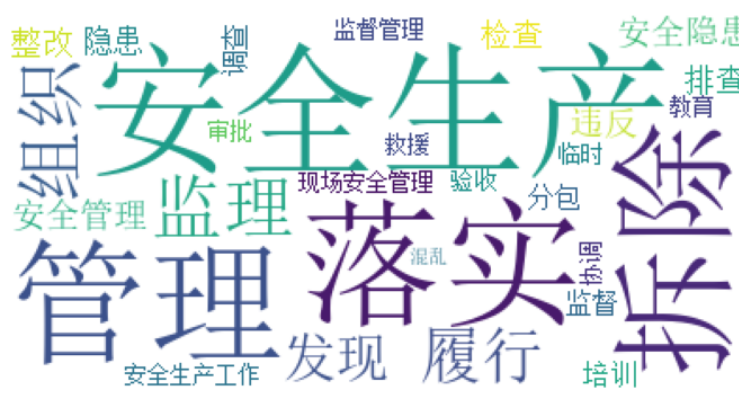 监督管理
整改
隐患
调查
检查
安全隐患
安全生产
组织
排查
教育
审批
救援
违反
临时
拆除
监理
现场安全管理
验收
分包
安全管理
落实
管理
混乱
协调
监督
发现
履行
安全生产工作
培训